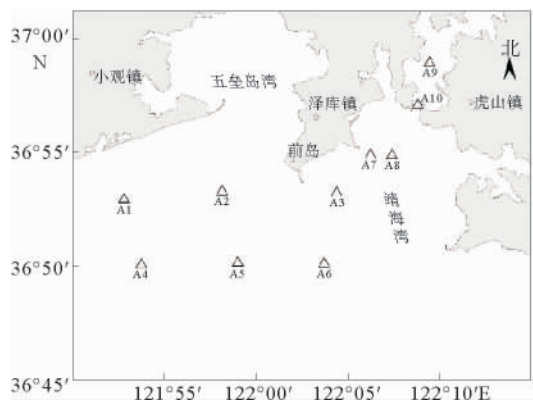 37°00′
N
36°55′
36°50′
36°45′
121°55′
122°00′
122°05′
122°10′E
北
小观镇
五垒岛湾
泽库镇
虎山镇
前岛
靖海湾
A1
A2
A3
A4
A5
A6
A7
A8
A9
A10